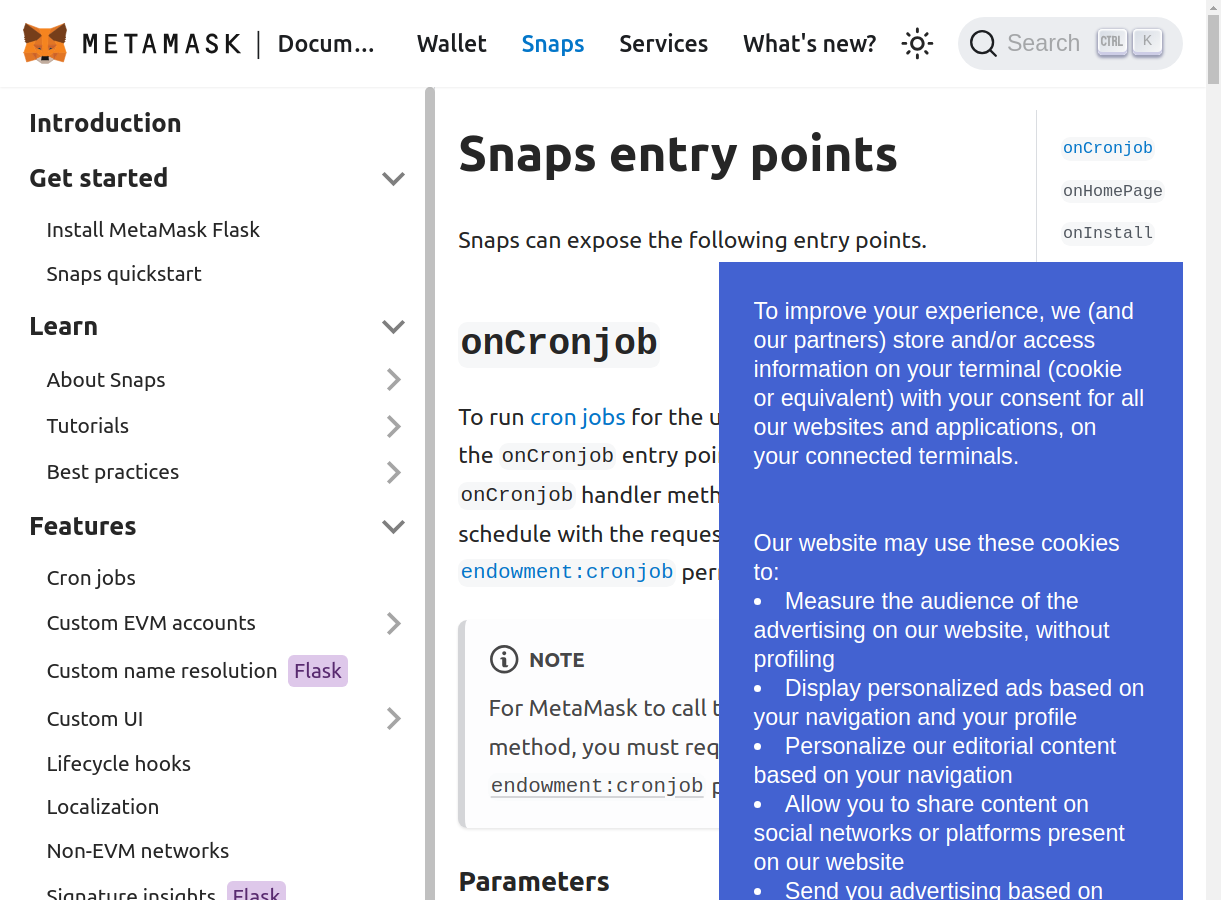 METAMASK | Docum... Wallet Snaps Services What's new? Search CTRL K
Introduction
Get started
Install MetaMask Flask
Snaps quickstart
Learn
About Snaps
Tutorials
Best practices
Features
Cron jobs
Custom EVM accounts
Custom name resolution Flask
Custom UI
Lifecycle hooks
Localization
Non-EVM networks
Signature insights Flask
Snaps entry points
Snaps can expose the following entry points.
onCronjob
To run cron jobs for the u
the onCronjob entry poi
onCronjob handler meth
schedule with the reques
endowment:cronjob per
NOTE
For MetaMask to call t
method, you must req
endowment:cronjob p
Parameters
onCronjob
onHomePage
onInstall
To improve your experience, we (and
our partners) store and/or access
information on your terminal (cookie
or equivalent) with your consent for all
our websites and applications, on
your connected terminals.
Our website may use these cookies
to:
• Measure the audience of the
advertising on our website, without
profiling
• Display personalized ads based on
your navigation and your profile
• Personalize our editorial content
based on your navigation
• Allow you to share content on
social networks or platforms present
on our website
• Send you advertising based on